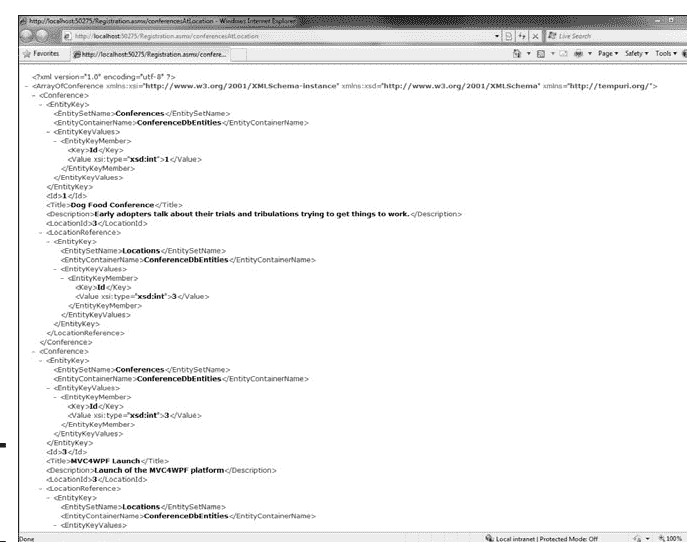 http://localhost:50275/Registration.asmx/conferencesAtLocation - Windows Internet Explorer
http://localhost:50275/Registration.asmx/conferencesAtLocation
Live Search
Favorites
http://localhost:50275/Registration.asmx/confere...
Page
Safety
Tools
<?xml version="1.0" encoding="utf-8" ?>
- <ArrayOfConference xmlns:xsi="http://www.w3.org/2001/XMLSchema-instance" xmlns:xsd="http://www.w3.org/2001/XMLSchema" xmlns="http://tempuri.org/">
- <Conference>
- <EntityKey>
<EntitySetName>Conferences</EntitySetName>
<EntityContainerName>ConferenceDbEntities</EntityContainerName>
- <EntityKeyValues>
- <EntityKeyMember>
<Key>Id</Key>
<Value xsi:type="xsd:int">1</Value>
</EntityKeyMember>
</EntityKeyValues>
</EntityKey>
<Id>1</Id>
<Title>Dog Food Conference</Title>
<Description>Early adopters talk about their trials and tribulations trying to get things to work.</Description>
<LocationId>3</LocationId>
- <LocationReference>
- <EntityKey>
<EntitySetName>Locations</EntitySetName>
<EntityContainerName>ConferenceDbEntities</EntityContainerName>
- <EntityKeyValues>
- <EntityKeyMember>
<Key>Id</Key>
<Value xsi:type="xsd:int">3</Value>
</EntityKeyMember>
</EntityKeyValues>
</EntityKey>
</LocationReference>
</Conference>
- <Conference>
- <EntityKey>
<EntitySetName>Conferences</EntitySetName>
<EntityContainerName>ConferenceDbEntities</EntityContainerName>
- <EntityKeyValues>
- <EntityKeyMember>
<Key>Id</Key>
<Value xsi:type="xsd:int">3</Value>
</EntityKeyMember>
</EntityKeyValues>
</EntityKey>
<Id>3</Id>
<Title>MVC4WPF Launch</Title>
<Description>Launch of the MVC4WPF platform</Description>
<LocationId>3</LocationId>
- <LocationReference>
- <EntityKey>
<EntitySetName>Locations</EntitySetName>
<EntityContainerName>ConferenceDbEntities</EntityContainerName>
- <EntityKeyValues>
Done
Local intranet | Protected Mode: Off
100%